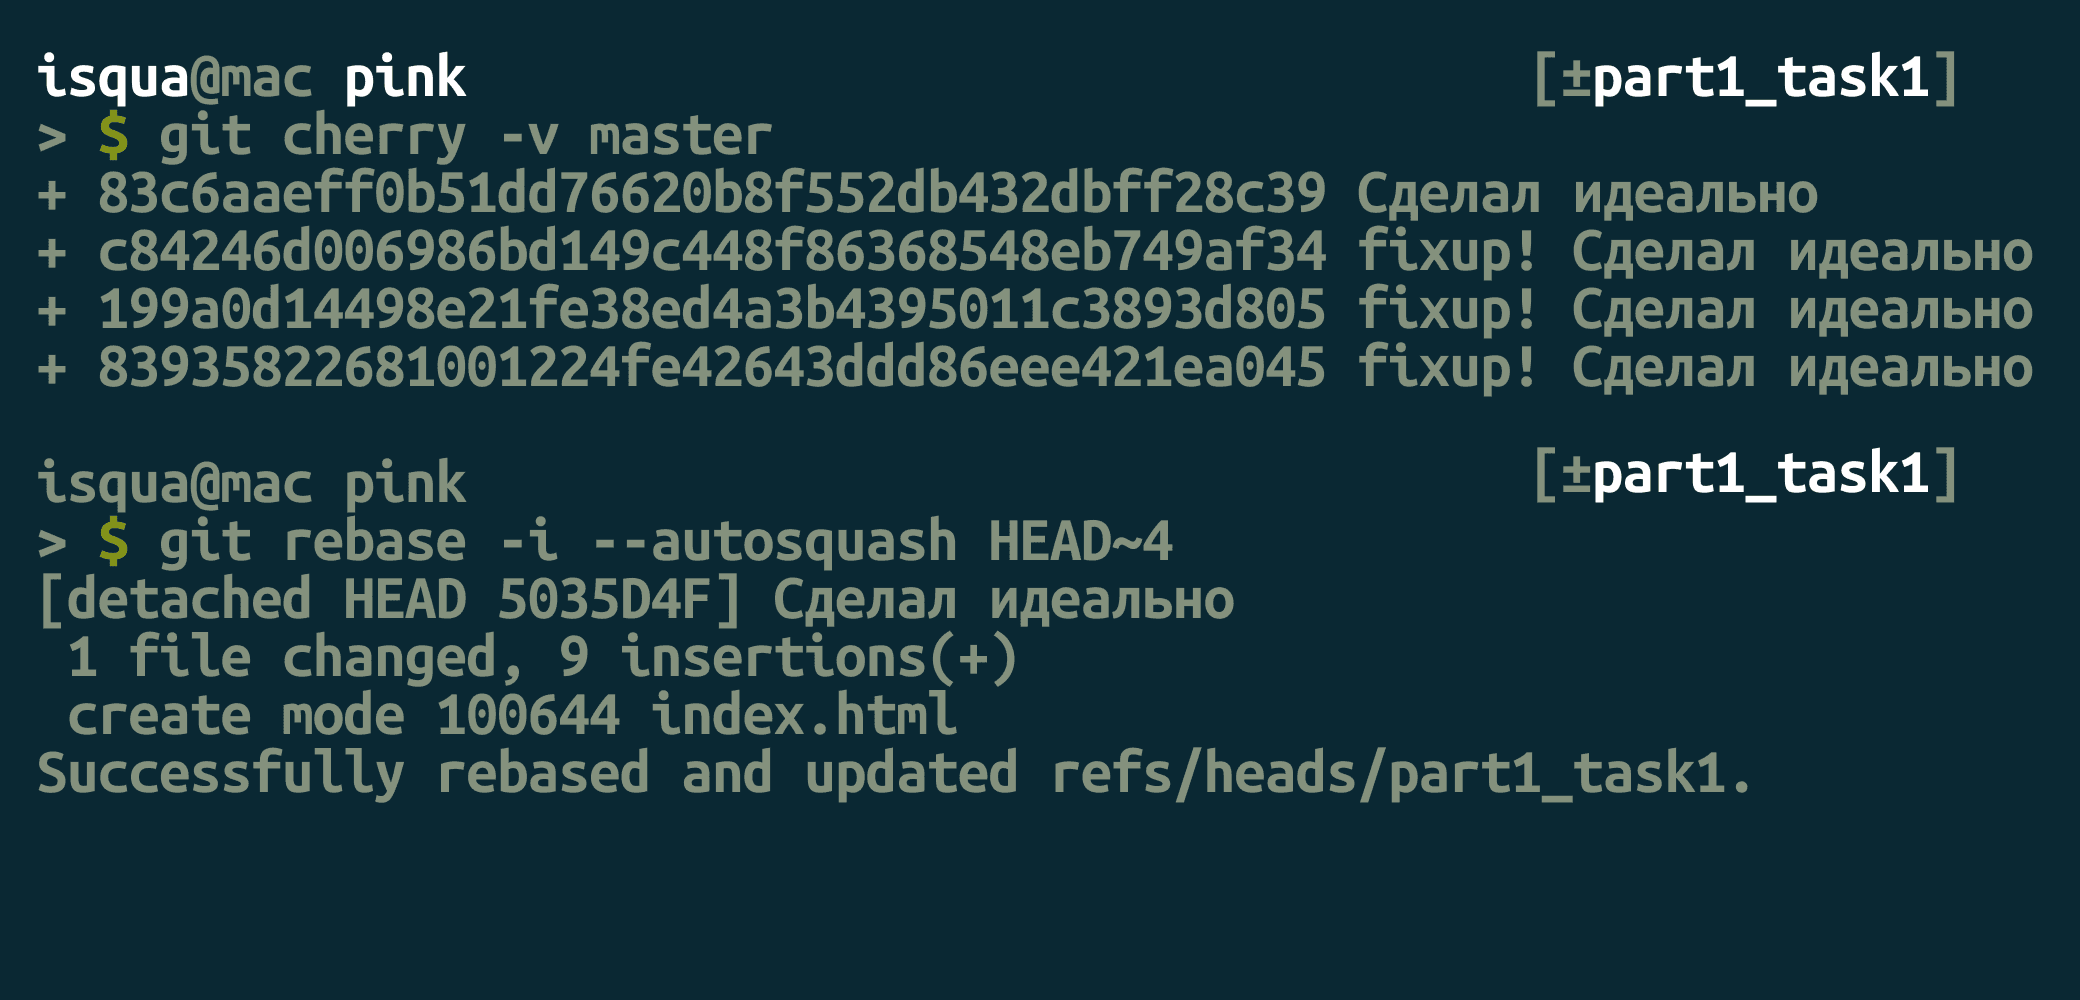 isqua@mac pink [±part1_task1]
> $ git cherry -v master
+ 83c6aaeff0b51dd76620b8f552db432dbff28c39 Сделал идеально
+ c84246d006986bd149c448f86368548eb749af34 fixup! Сделал идеально
+ 199a0d14498e21fe38ed4a3b4395011c3893d805 fixup! Сделал идеально
+ 83935822681001224fe42643ddd86eee421ea045 fixup! Сделал идеально
isqua@mac pink [±part1_task1]
> $ git rebase -i --autosquash HEAD~4
[detached HEAD 5035D4F] Сделал идеально
1 file changed, 9 insertions(+)
create mode 100644 index.html
Successfully rebased and updated refs/heads/part1_task1.